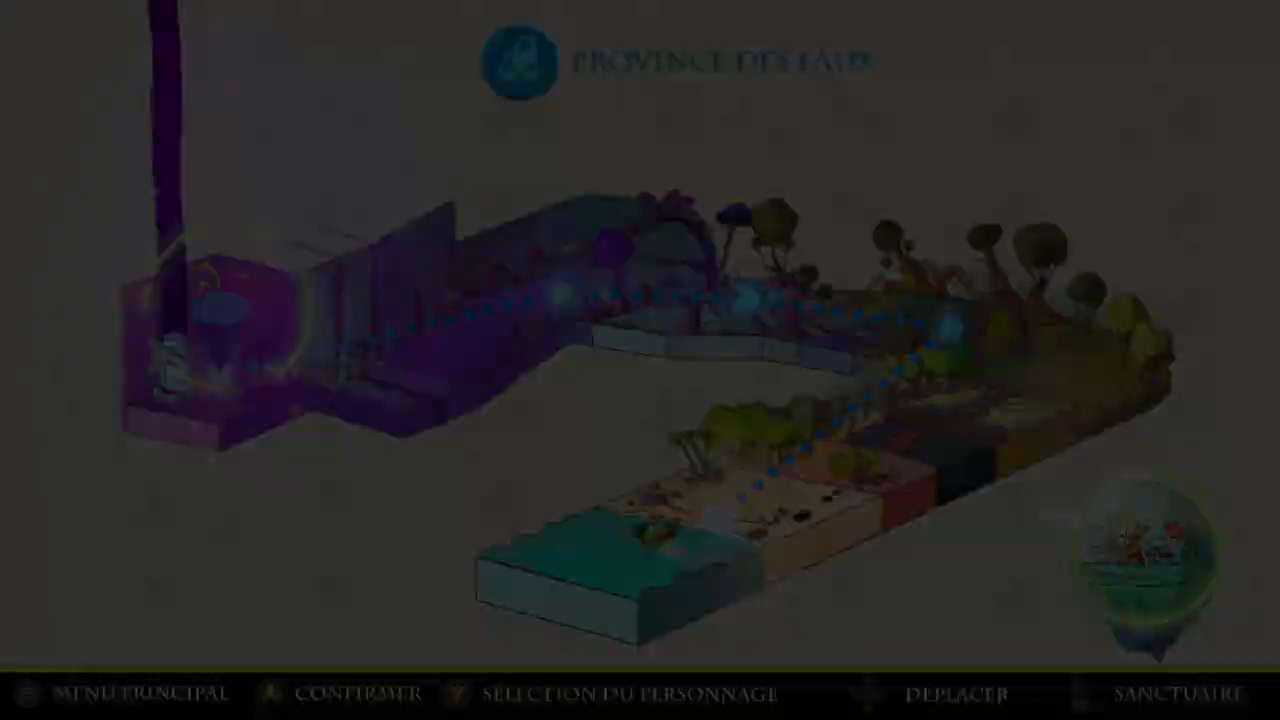 PROVINCE DES EAUX
MENU PRINCIPAL A CONFIRMER Y SÉLECTION DU PERSONNAGE DÉPLACER SANCTUAIRE